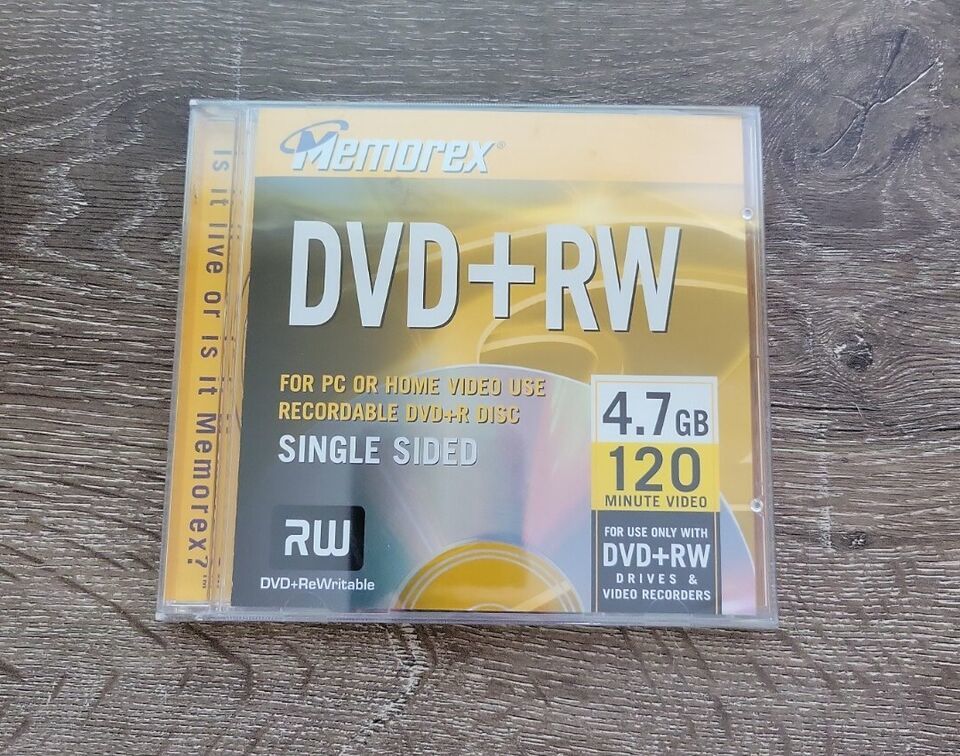 Is it live or is it Memorex?™
Memorex®
DVD+RW
FOR PC OR HOME VIDEO USE
RECORDABLE DVD+R DISC
SINGLE SIDED
4.7GB
120
MINUTE VIDEO
FOR USE ONLY WITH
DVD+RW
DRIVES &
VIDEO RECORDERS
RW
DVD+ReWritable